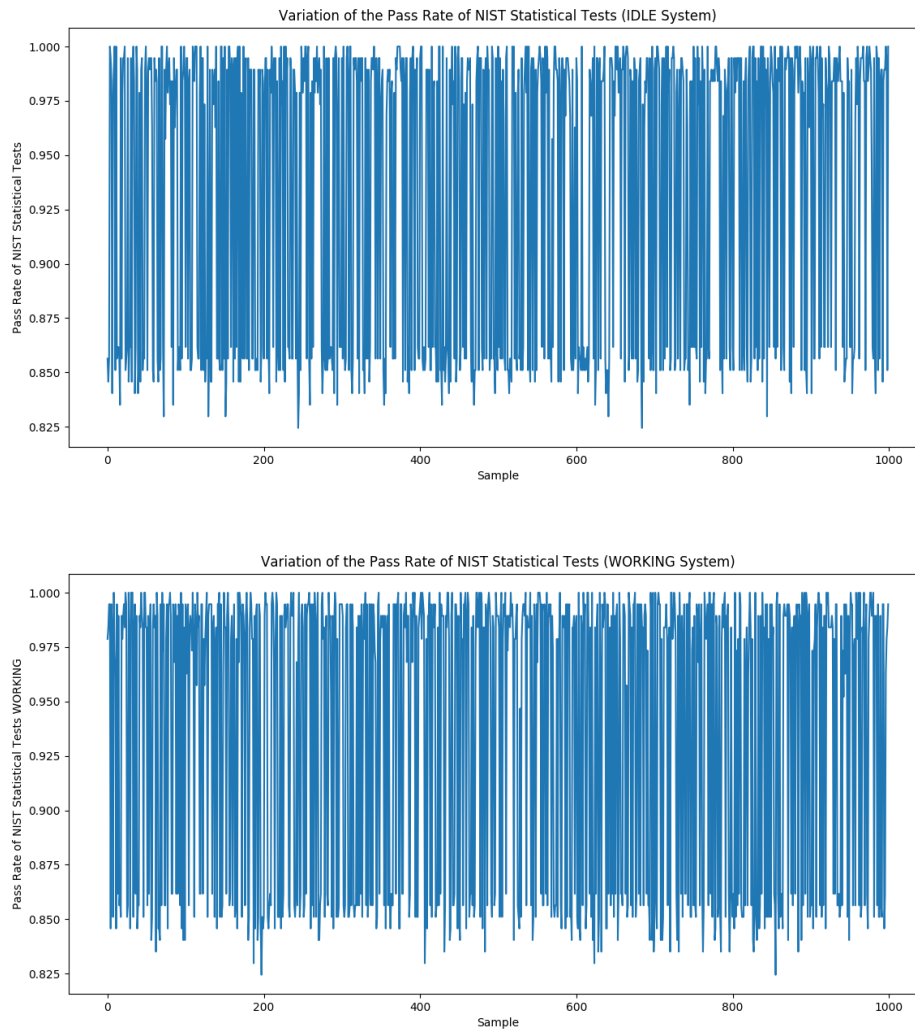 Variation of the Pass Rate of NIST Statistical Tests (IDLE System)
Pass Rate of NIST Statistical Tests
1.000
0.975
0.950
0.925
0.900
0.875
0.850
0.825
0 200 400 600 800 1000
Sample
Variation of the Pass Rate of NIST Statistical Tests (WORKING System)
Pass Rate of NIST Statistical Tests WORKING
1.000
0.975
0.950
0.925
0.900
0.875
0.850
0.825
0 200 400 600 800 1000
Sample